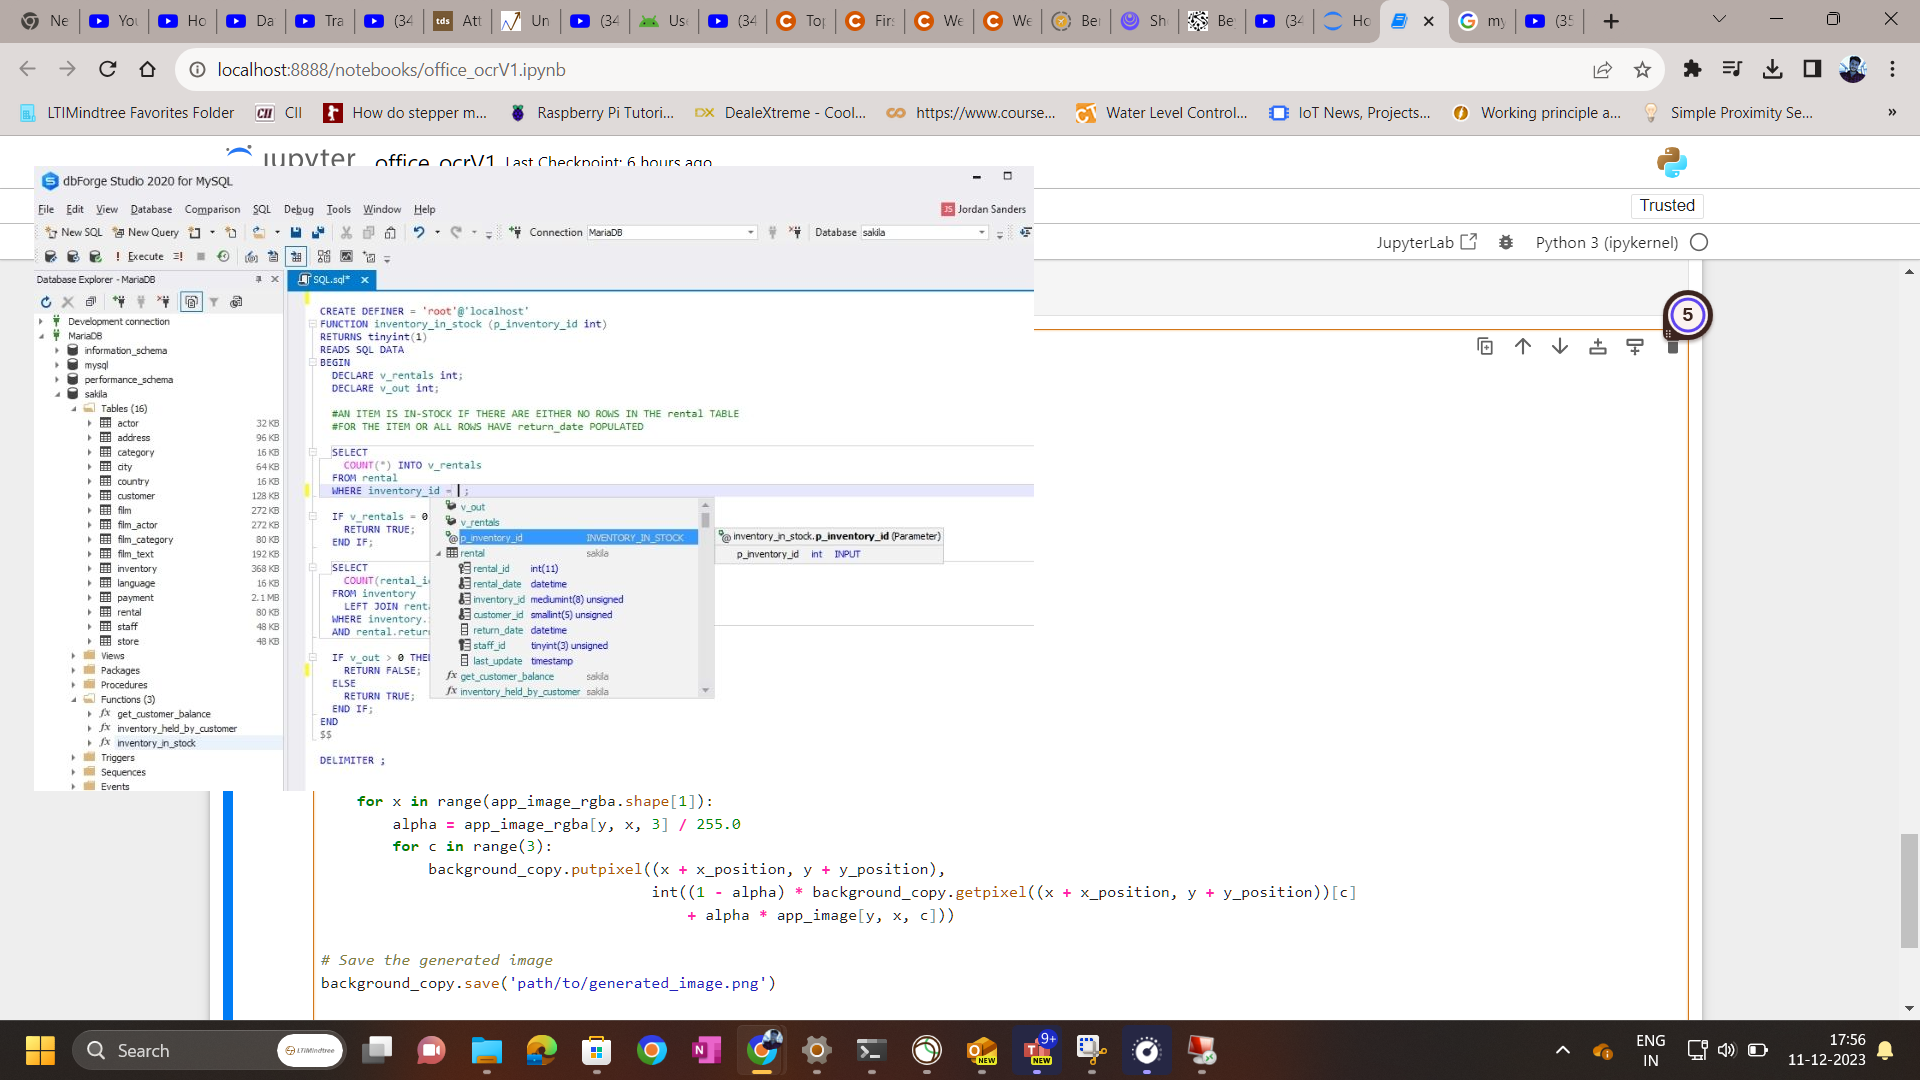 Ne
You
Ho
Da
Tra
(34
tds Att
Un
(34
Use
(34
Top
Firs
We
We
Ber
Sh
Be
(34
Ho
my
(35
localhost:8888/notebooks/office_ocrV1.ipynb
LTIMindtree Favorites Folder
CII CII
How do stepper m...
Raspberry Pi Tutori...
DX DealeXtreme - Cool...
https://www.course...
Water Level Control...
IoT News, Projects...
Working principle a...
Simple Proximity Se...
»
jupyter office_ocrV1 Last Checkpoint: 6 hours ago
Trusted
JupyterLab
Python 3 (ipykernel)
5
dbForge Studio 2020 for MySQL
File Edit View Database Comparison SQL Debug Tools Window Help
JS Jordan Sanders
New SQL New Query
Connection MariaDB
Database sakila
Execute
Database Explorer - MariaDB
SQL.sql*
Development connection
MariaDB
information_schema
mysql
performance_schema
sakila
Tables (16)
actor 32 KB
address 96 KB
category 16 KB
city 64 KB
country 16 KB
customer 128 KB
film 272 KB
film_actor 272 KB
film_category 80 KB
film_text 192 KB
inventory 368 KB
language 16 KB
payment 2.1 MB
rental 80 KB
staff 48 KB
store 48 KB
Views
Packages
Procedures
Functions (3)
fx get_customer_balance
fx inventory_held_by_customer
fx inventory_in_stock
Triggers
Sequences
Events
CREATE DEFINER = 'root'@'localhost'
FUNCTION inventory_in_stock (p_inventory_id int)
RETURNS tinyint(1)
READS SQL DATA
BEGIN
DECLARE v_rentals int;
DECLARE v_out int;
#AN ITEM IS IN-STOCK IF THERE ARE EITHER NO ROWS IN THE rental TABLE
#FOR THE ITEM OR ALL ROWS HAVE return_date POPULATED
SELECT
COUNT(*) INTO v_rentals
FROM rental
WHERE inventory_id = ;
IF v_rentals = 0
RETURN TRUE;
END IF;
SELECT
COUNT(rental_i
FROM inventory
LEFT JOIN rent
WHERE inventory.
AND rental.retur
IF v_out > 0 THE
RETURN FALSE;
ELSE
RETURN TRUE;
END IF;
END
$$
DELIMITER ;
v_out
v_rentals
p_inventory_id INVENTORY_IN_STOCK
rental sakila
rental_id int(11)
rental_date datetime
inventory_id mediumint(8) unsigned
customer_id smallint(5) unsigned
return_date datetime
staff_id tinyint(3) unsigned
last_update timestamp
fx get_customer_balance sakila
fx inventory_held_by_customer sakila
inventory_in_stock.p_inventory_id (Parameter)
p_inventory_id int INPUT
for x in range(app_image_rgba.shape[1]):
alpha = app_image_rgba[y, x, 3] / 255.0
for c in range(3):
background_copy.putpixel((x + x_position, y + y_position),
int((1 - alpha) * background_copy.getpixel((x + x_position, y + y_position))[c]
+ alpha * app_image[y, x, c]))
# Save the generated image
background_copy.save('path/to/generated_image.png')
Search
LTIMindtree
NEW
9+
NEW
ENG
IN
17:56
11-12-2023